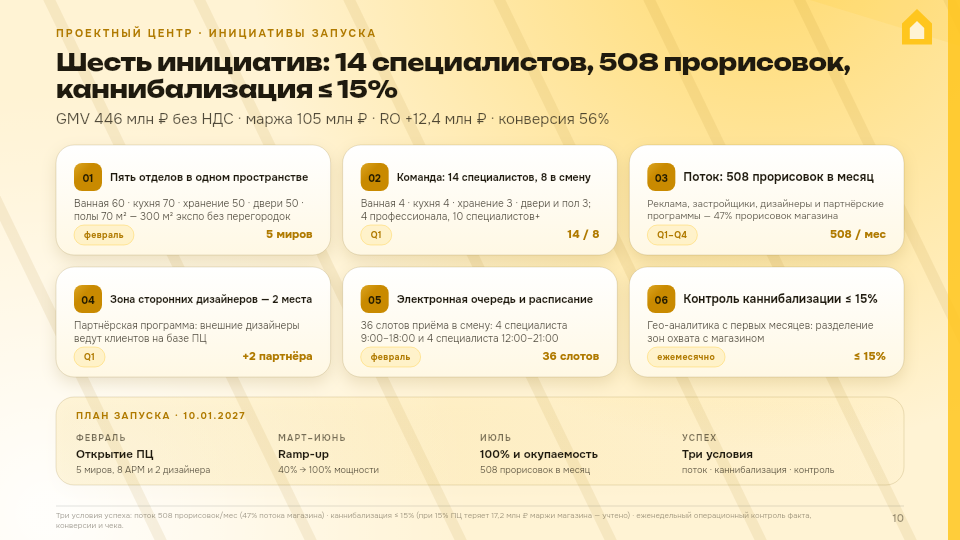 ПРОЕКТНЫЙ ЦЕНТР · ИНИЦИАТИВЫ ЗАПУСКА
Шесть инициатив: 14 специалистов, 508 прорисовок,
каннибализация ≤ 15%
GMV 446 млн ₽ без НДС · маржа 105 млн ₽ · RO +12,4 млн ₽ · конверсия 56%
01 Пять отделов в одном пространстве
Ванная 60 · кухня 70 · хранение 50 · двери 50 ·
полы 70 м² — 300 м² экспо без перегородок
февраль 5 миров
02 Команда: 14 специалистов, 8 в смену
Ванная 4 · кухня 4 · хранение 3 · двери и пол 3;
4 профессионала, 10 специалистов+
Q1 14 / 8
03 Поток: 508 прорисовок в месяц
Реклама, застройщики, дизайнеры и партнёрские
программы — 47% прорисовок магазина
Q1–Q4 508 / мес
04 Зона сторонних дизайнеров — 2 места
Партнёрская программа: внешние дизайнеры
ведут клиентов на базе ПЦ
Q1 +2 партнёра
05 Электронная очередь и расписание
36 слотов приёма в смену: 4 специалиста
9:00–18:00 и 4 специалиста 12:00–21:00
февраль 36 слотов
06 Контроль каннибализации ≤ 15%
Гео-аналитика с первых месяцев: разделение
зон охвата с магазином
ежемесячно ≤ 15%
ПЛАН ЗАПУСКА · 10.01.2027
ФЕВРАЛЬ
Открытие ПЦ
5 миров, 8 АРМ и 2 дизайнера
МАРТ–ИЮНЬ
Ramp-up
40% → 100% мощности
ИЮЛЬ
100% и окупаемость
508 прорисовок в месяц
УСПЕХ
Три условия
поток · каннибализация · контроль
Три условия успеха: поток 508 прорисовок/мес (47% потока магазина) · каннибализация ≤ 15% (при 15% ПЦ теряет 17,2 млн ₽ маржи магазина — учтено) · еженедельный операционный контроль факта,
конверсии и чека.
10